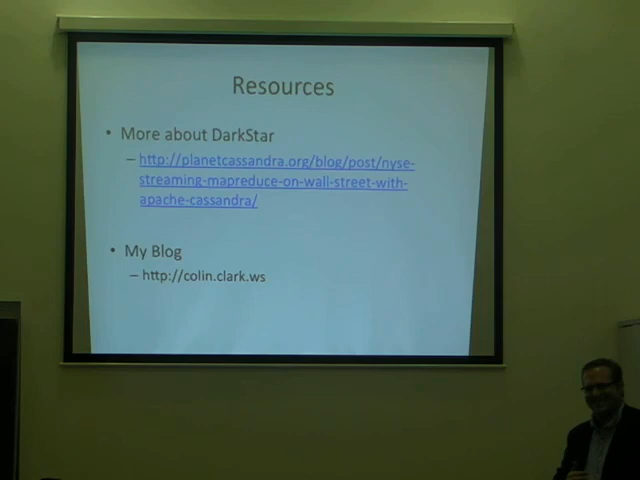 Resources
• More about DarkStar
– http://planetcassandra.org/blog/post/nyse-
streaming-mapreduce-on-wall-street-with-
apache-cassandra/
• My Blog
– http://colin.clark.ws